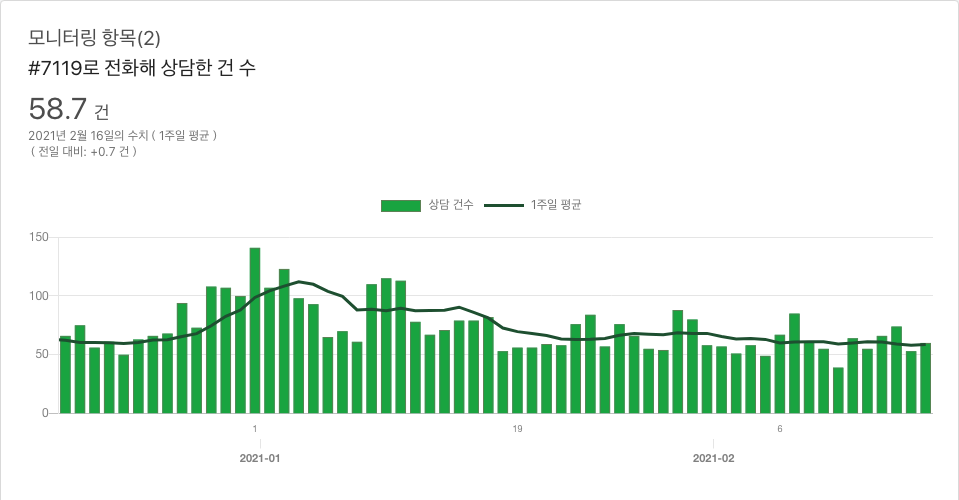 모니터링 항목(2)
#7119로 전화해 상담한 건 수
58.7 건
2021년 2월 16일의 수치 ( 1주일 평균 )
( 전일 대비: +0.7 건 )
상담 건수 1주일 평균
150
100
50
0
1 19 6
2021-01 2021-02